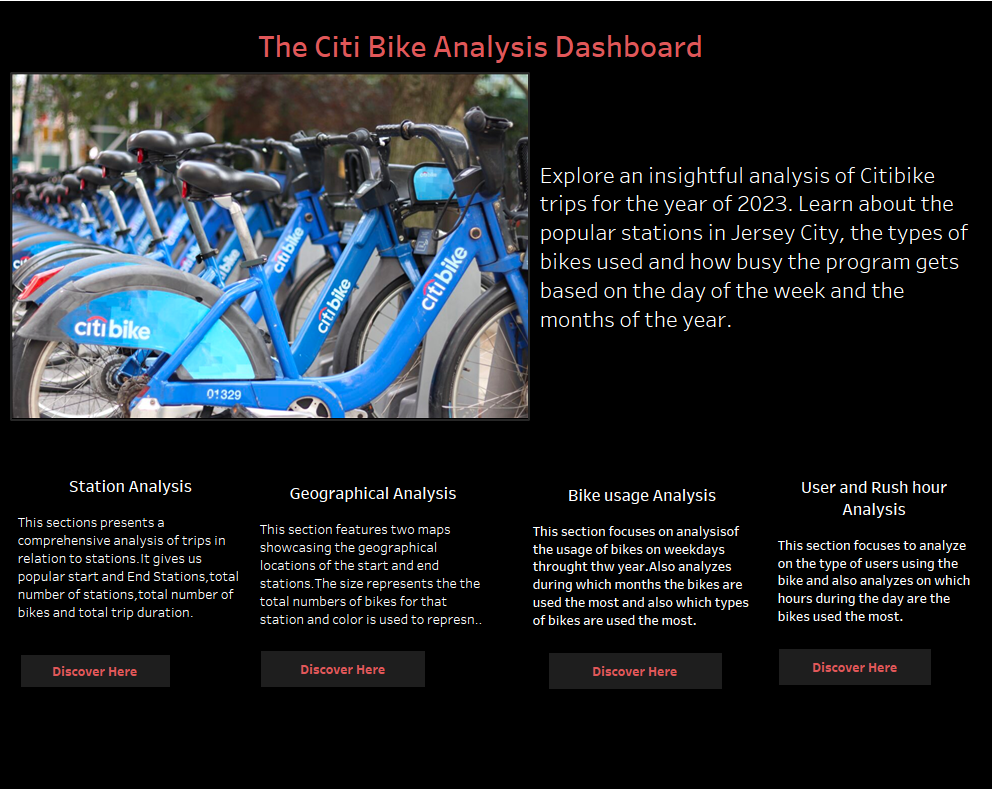 The Citi Bike Analysis Dashboard
citibike
citibike
citibike
citibike
01329
Explore an insightful analysis of Citibike
trips for the year of 2023. Learn about the
popular stations in Jersey City, the types of
bikes used and how busy the program gets
based on the day of the week and the
months of the year.
Station Analysis
This sections presents a
comprehensive analysis of trips in
relation to stations.It gives us
popular start and End Stations,total
number of stations,total number of
bikes and total trip duration.
Discover Here
Geographical Analysis
This section features two maps
showcasing the geographical
locations of the start and end
stations.The size represents the the
total numbers of bikes for that
station and color is used to represn..
Discover Here
Bike usage Analysis
This section focuses on analysisof
the usage of bikes on weekdays
throught thw year.Also analyzes
during which months the bikes are
used the most and also which types
of bikes are used the most.
Discover Here
User and Rush hour
Analysis
This section focuses to analyze
on the type of users using the
bike and also analyzes on which
hours during the day are the
bikes used the most.
Discover Here